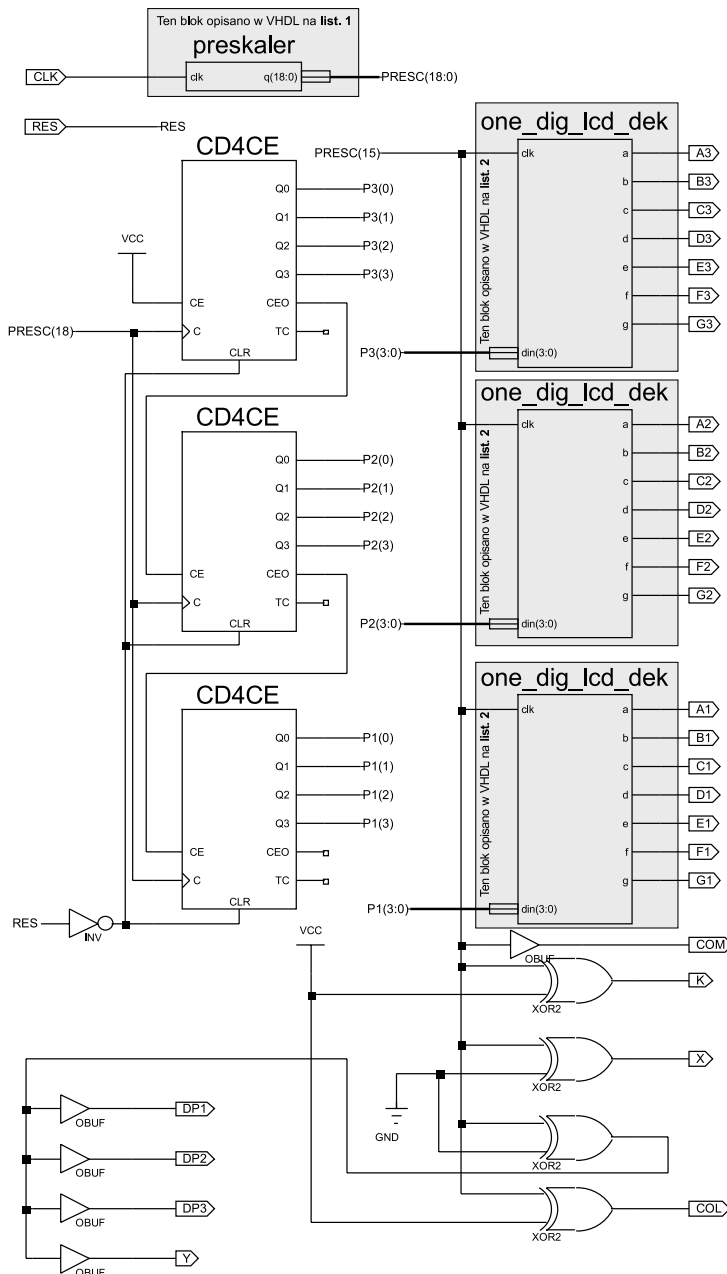 Ten blok opisano w VHDL na list. 1
preskaler
CLK
clk
q(18:0)
PRESC(18:0)
RES
RES
CD4CE
Q0
P3(0)
Q1
P3(1)
Q2
P3(2)
Q3
P3(3)
VCC
CE
CEO
PRESC(18)
C
TC
CLR
CD4CE
Q0
P2(0)
Q1
P2(1)
Q2
P2(2)
Q3
P2(3)
CE
CEO
C
TC
CLR
CD4CE
Q0
P1(0)
Q1
P1(1)
Q2
P1(2)
Q3
P1(3)
CE
CEO
C
TC
CLR
RES
INV
one_dig_lcd_dek
Ten blok opisano w VHDL na list. 2
PRESC(15)
clk
a
A3
b
B3
c
C3
d
D3
e
E3
f
F3
g
G3
P3(3:0)
din(3:0)
one_dig_lcd_dek
Ten blok opisano w VHDL na list. 2
clk
a
A2
b
B2
c
C2
d
D2
e
E2
f
F2
g
G2
P2(3:0)
din(3:0)
one_dig_lcd_dek
Ten blok opisano w VHDL na list. 2
clk
a
A1
b
B1
c
C1
d
D1
e
E1
f
F1
g
G1
P1(3:0)
din(3:0)
VCC
OBUF
COM
XOR2
K
XOR2
X
GND
XOR2
XOR2
COL
OBUF
DP1
OBUF
DP2
OBUF
DP3
OBUF
Y